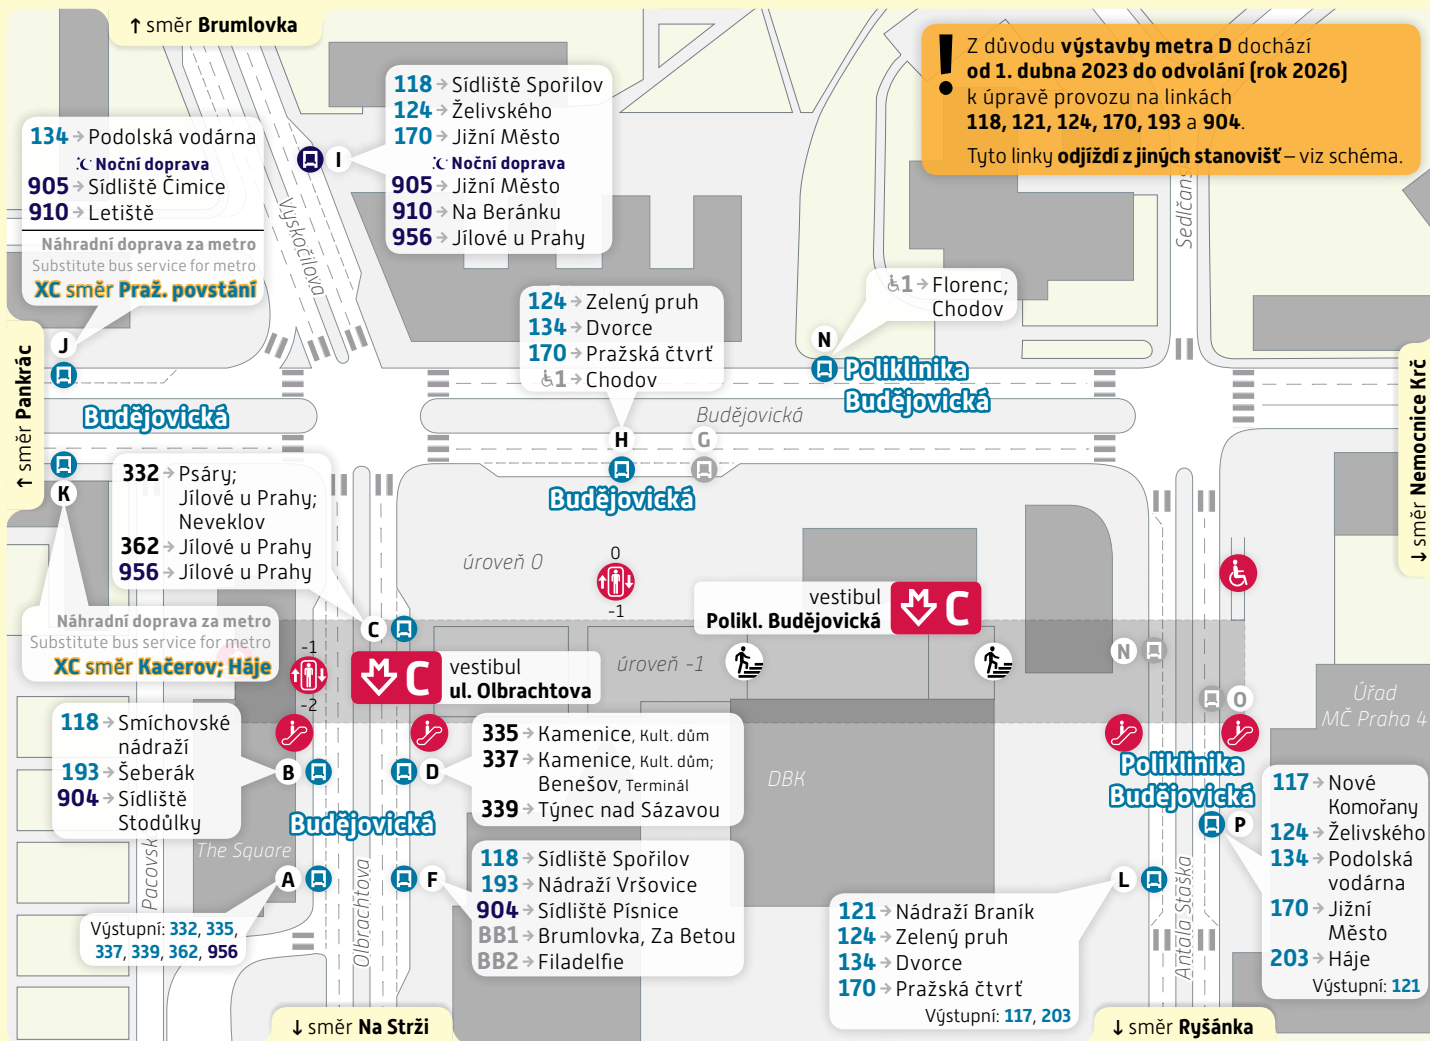 ↑ směr Brumlovka
! Z důvodu výstavby metra D dochází
od 1. dubna 2023 do odvolání (rok 2026)
k úpravě provozu na linkách
118, 121, 124, 170, 193 a 904.
Tyto linky odjíždí z jiných stanovišť – viz schéma.
134 → Podolská vodárna
Noční doprava
905 → Sídliště Čimice
910 → Letiště
Náhradní doprava za metro
Substitute bus service for metro
XC směr Praž. povstání
J
118 → Sídliště Spořilov
124 → Želivského
170 → Jižní Město
Noční doprava
905 → Jižní Město
910 → Na Beránku
956 → Jílové u Prahy
I
Vyskočilova
Sedlčans
124 → Zelený pruh
134 → Dvorce
170 → Pražská čtvrť
1 → Chodov
H
G
1 → Florenc;
Chodov
N
Poliklinika
Budějovická
↑ směr Pankrác
Budějovická
Budějovická
Budějovická
↓ směr Nemocnice Krč
K
332 → Psáry;
Jílové u Prahy;
Neveklov
362 → Jílové u Prahy
956 → Jílové u Prahy
C
Náhradní doprava za metro
Substitute bus service for metro
XC směr Kačerov; Háje
úroveň 0
0
-1
vestibul
Polikl. Budějovická
C
-1
-2
C
vestibul
ul. Olbrachtova
úroveň -1
N
O
Úřad
MČ Praha 4
118 → Smíchovské
nádraží
193 → Šeberák
904 → Sídliště
Stodůlky
B
D
335 → Kamenice, Kult. dům
337 → Kamenice, Kult. dům;
Benešov, Terminál
339 → Týnec nad Sázavou
DBK
Poliklinika
Budějovická
P
117 → Nové
Komořany
124 → Želivského
134 → Podolská
vodárna
170 → Jižní
Město
203 → Háje
Výstupní: 121
Budějovická
The Square
Pacovsk
A
F
Olbrachtova
118 → Sídliště Spořilov
193 → Nádraží Vršovice
904 → Sídliště Písnice
BB1 → Brumlovka, Za Betou
BB2 → Filadelfie
Výstupní: 332, 335,
337, 339, 362, 956
L
121 → Nádraží Braník
124 → Zelený pruh
134 → Dvorce
170 → Pražská čtvrť
Výstupní: 117, 203
Antala Staška
↓ směr Na Strži
↓ směr Ryšánka